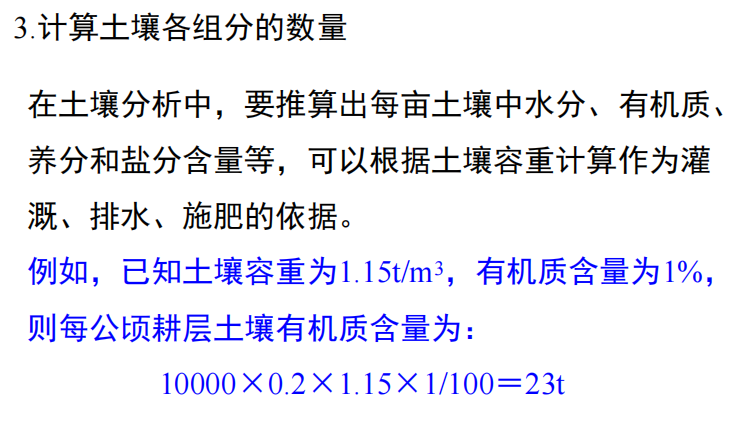 3.计算土壤各组分的数量
在土壤分析中，要推算出每亩土壤中水分、有机质、
养分和盐分含量等，可以根据土壤容重计算作为灌
溉、排水、施肥的依据。
例如，已知土壤容重为1.15t/m³，有机质含量为1%，
则每公顷耕层土壤有机质含量为：
10000×0.2×1.15×1/100＝23t